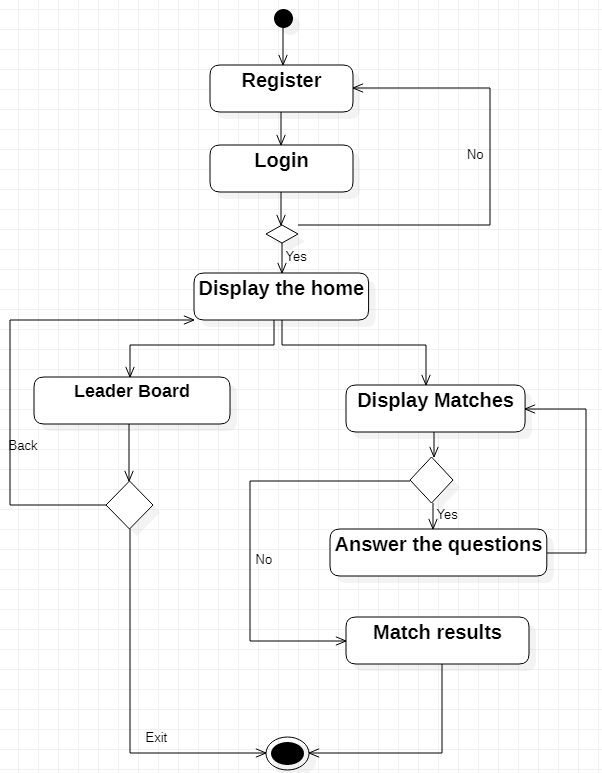 Register
No
Login
Yes
Display the home
Leader Board
Display Matches
Back
Yes
Answer the questions
No
Match results
Exit